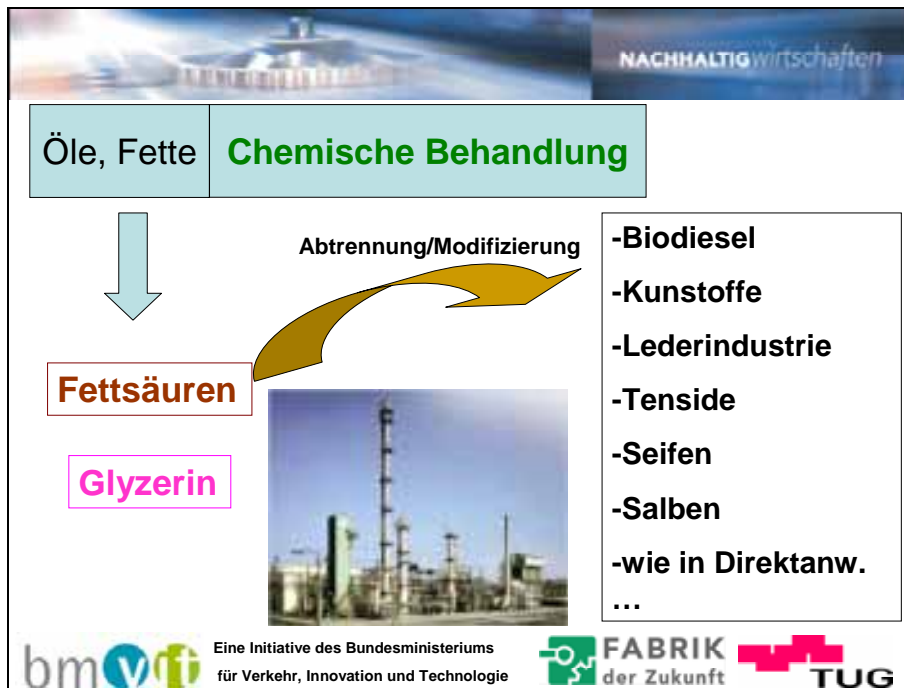 NACHHALTIGwirtschaften
Öle, Fette
Chemische Behandlung
Abtrennung/Modifizierung
Fettsäuren
Glyzerin
-Biodiesel
-Kunstoffe
-Lederindustrie
-Tenside
-Seifen
-Salben
-wie in Direktanw.
…
bmvit
Eine Initiative des Bundesministeriums
für Verkehr, Innovation und Technologie
FABRIK
der Zukunft
TUG